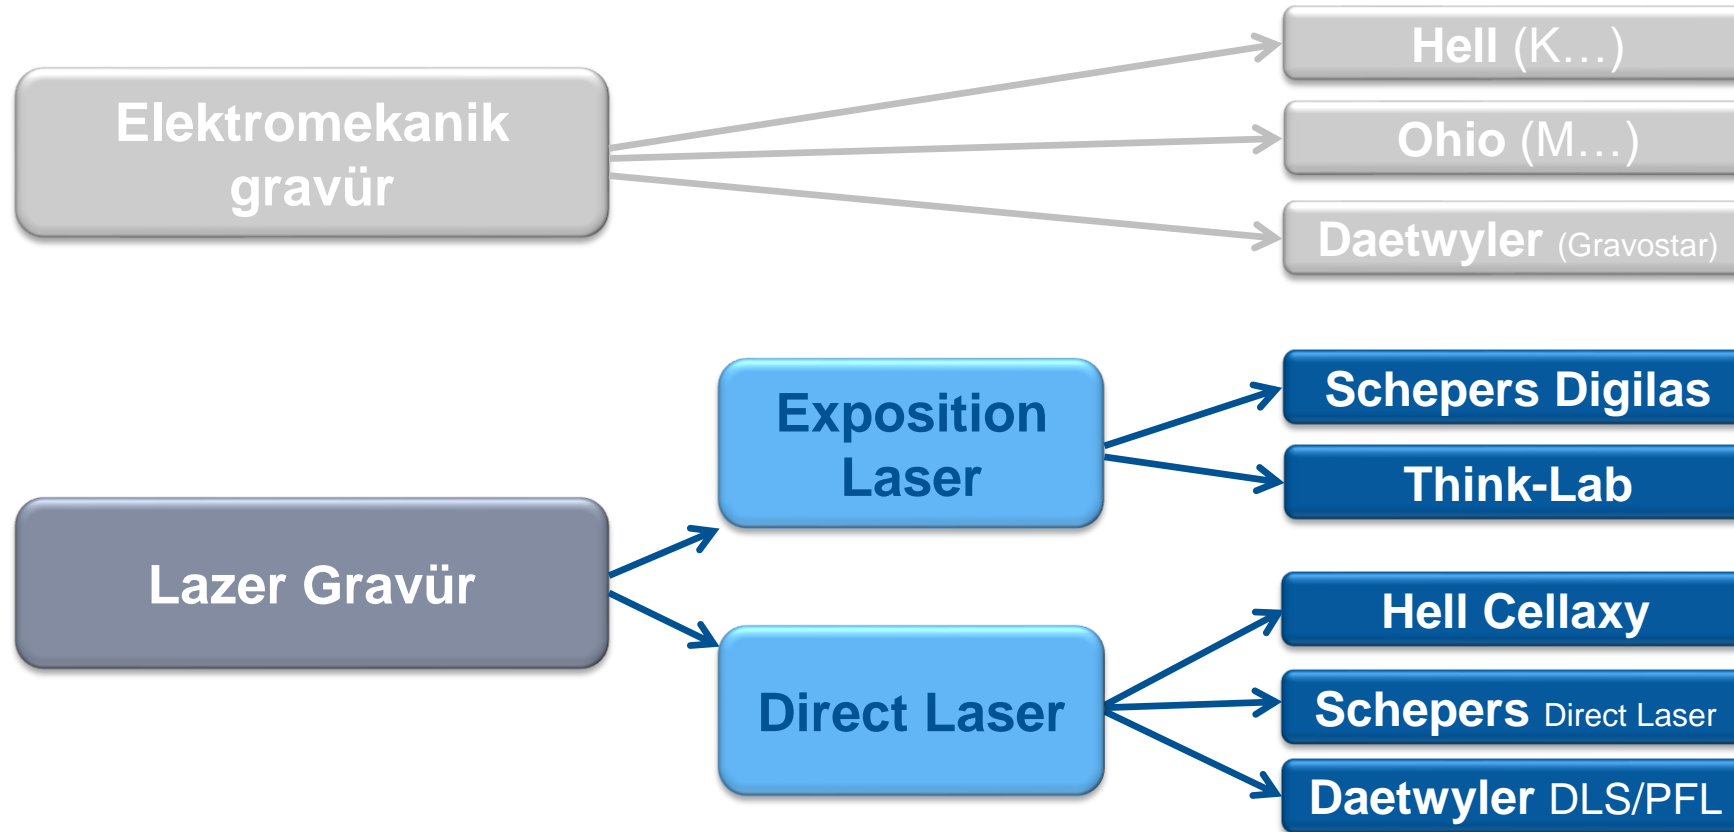 Elektromekanik
gravür
Hell (K…)
Ohio (M…)
Daetwyler (Gravostar)
Lazer Gravür
Exposition
Laser
Schepers Digilas
Think-Lab
Direct Laser
Hell Cellaxy
Schepers Direct Laser
Daetwyler DLS/PFL